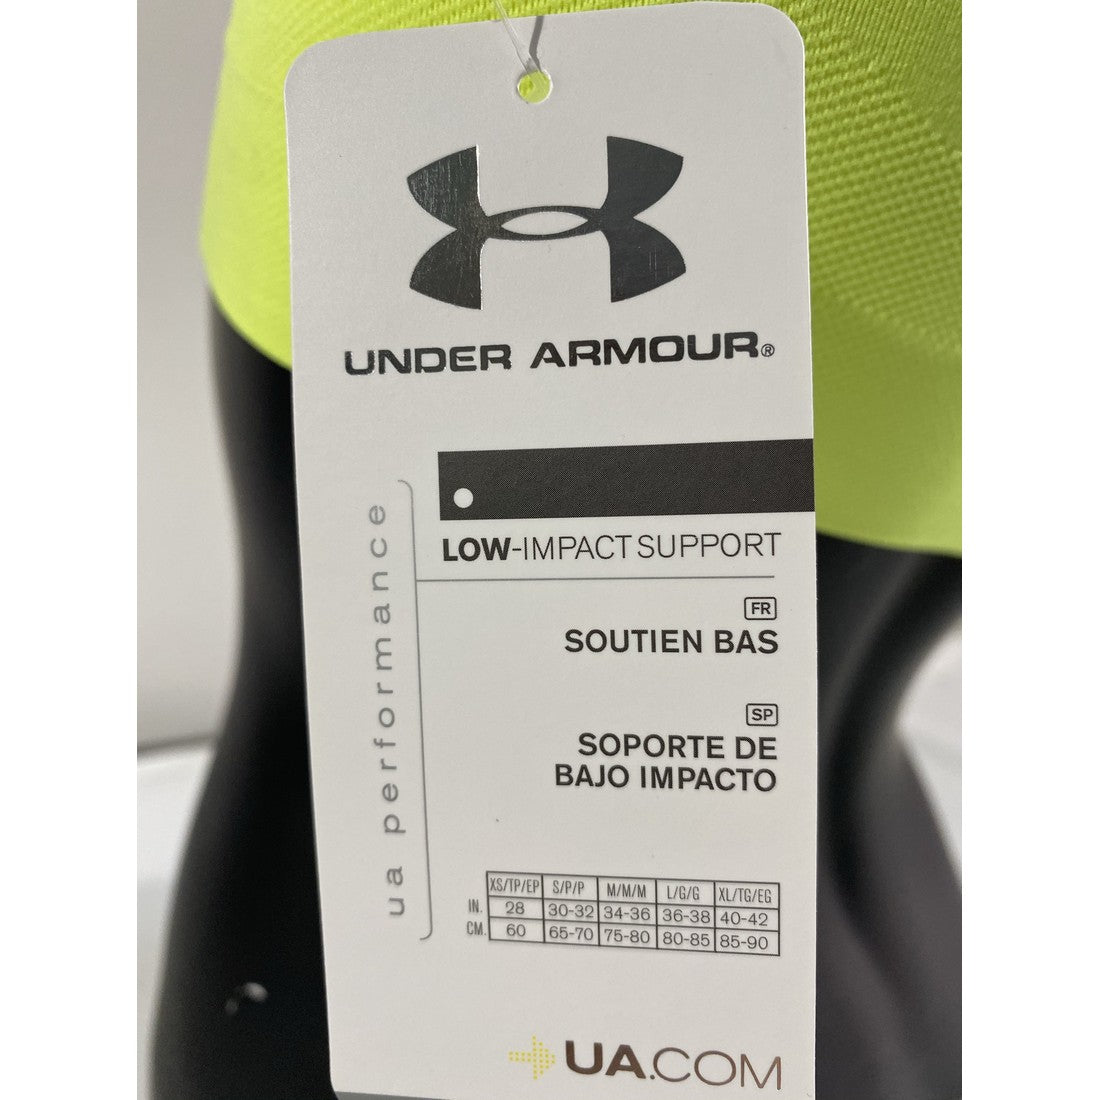 UNDER ARMOUR®
LOW-IMPACT SUPPORT
FR
SOUTIEN BAS
SP
SOPORTE DE
BAJO IMPACTO
ua performance
XS/TP/EP S/P/P M/M/M L/G/G XL/TG/EG
IN. 28 30-32 34-36 36-38 40-42
CM. 60 65-70 75-80 80-85 85-90
UA.COM